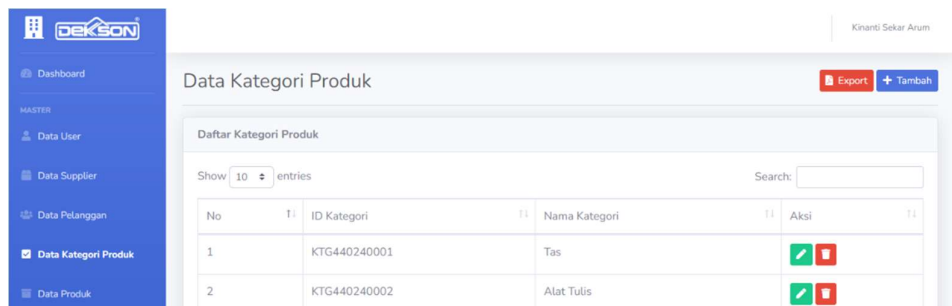 DEKSON
Kinanti Sekar Arum
Dashboard
Data Kategori Produk
Export
+ Tambah
MASTER
Data User
Data Supplier
Data Pelanggan
Data Kategori Produk
Data Produk
Daftar Kategori Produk
Show 10 entries
Search:
No ID Kategori Nama Kategori Aksi
1 KTG440240001 Tas
2 KTG440240002 Alat Tulis